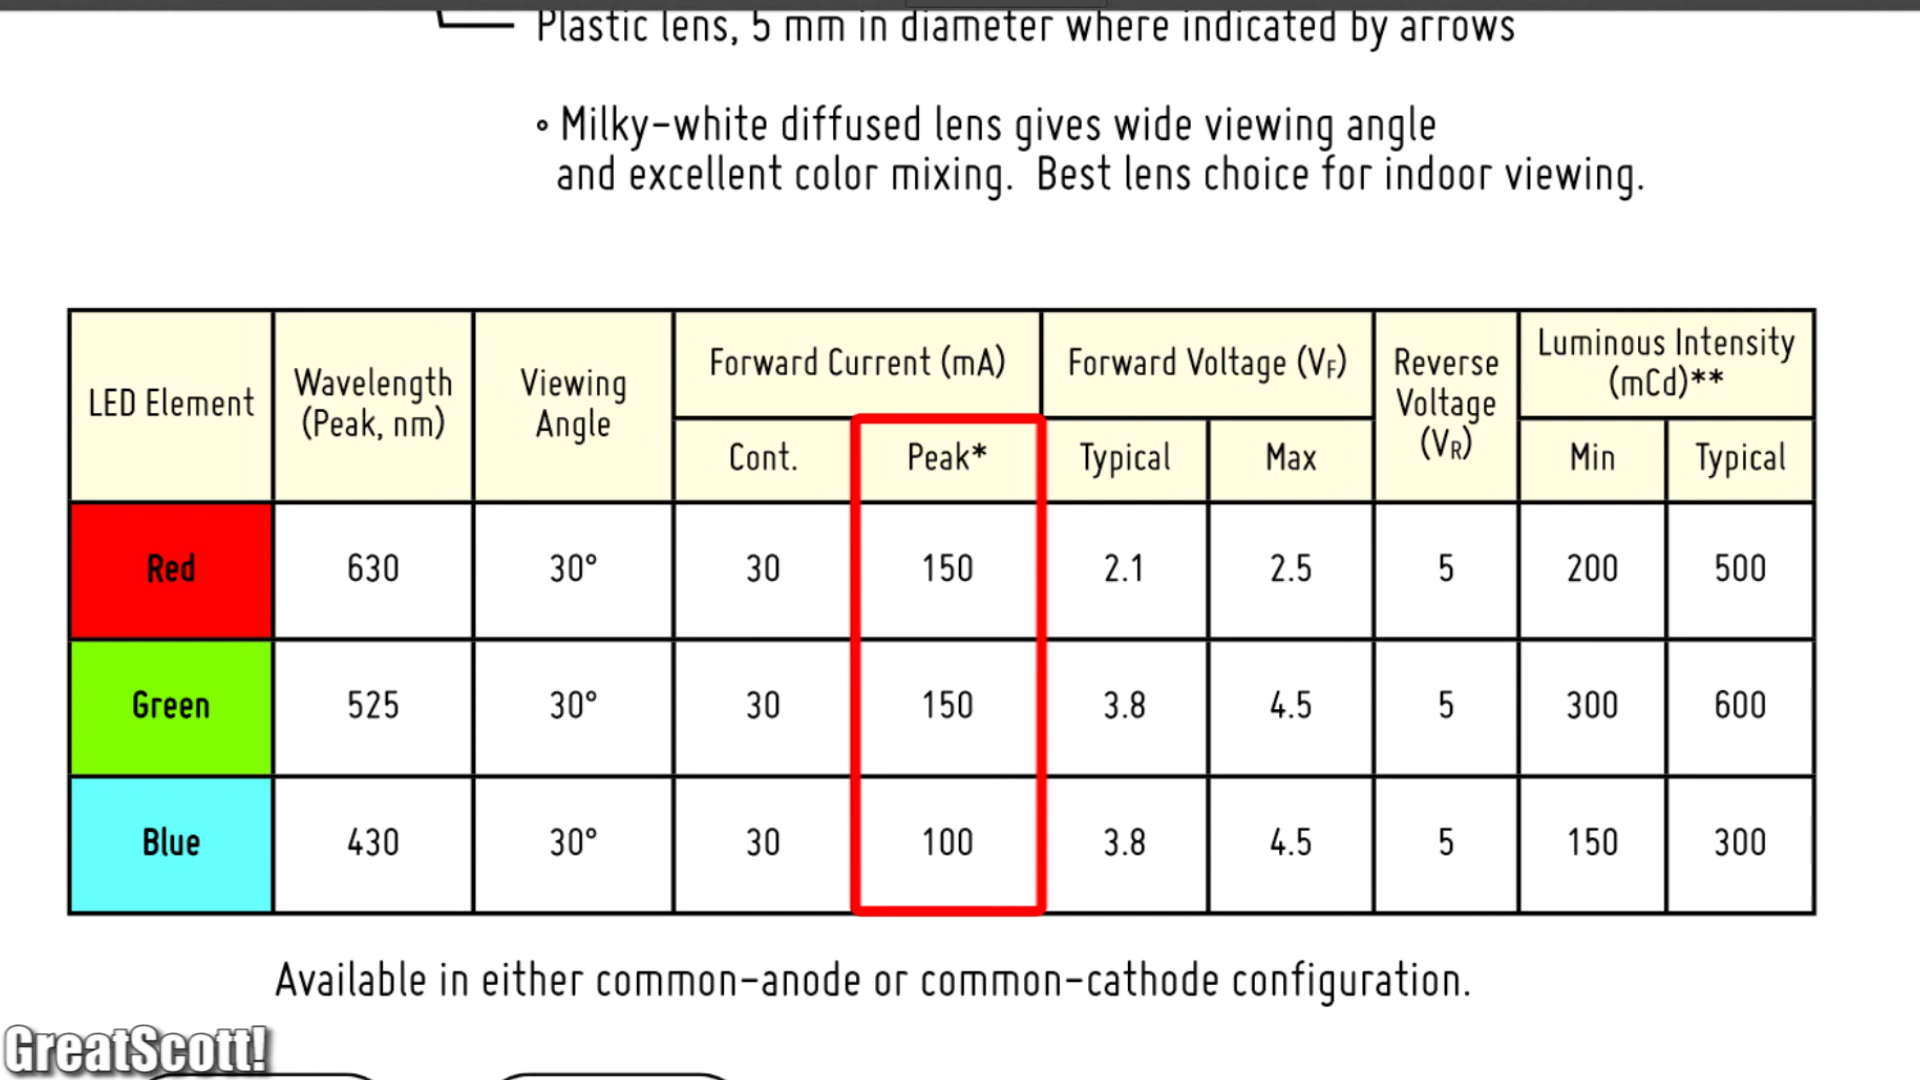 Plastic lens, 5 mm in diameter where indicated by arrows
∘ Milky-white diffused lens gives wide viewing angle
and excellent color mixing. Best lens choice for indoor viewing.
LED Element Wavelength (Peak, nm) Viewing Angle Forward Current (mA) Forward Voltage (VF) Reverse Voltage (VR) Luminous Intensity (mCd)**
Cont. Peak* Typical Max Min Typical
Red 630 30° 30 150 2.1 2.5 5 200 500
Green 525 30° 30 150 3.8 4.5 5 300 600
Blue 430 30° 30 100 3.8 4.5 5 150 300
Available in either common-anode or common-cathode configuration.
GreatScott!